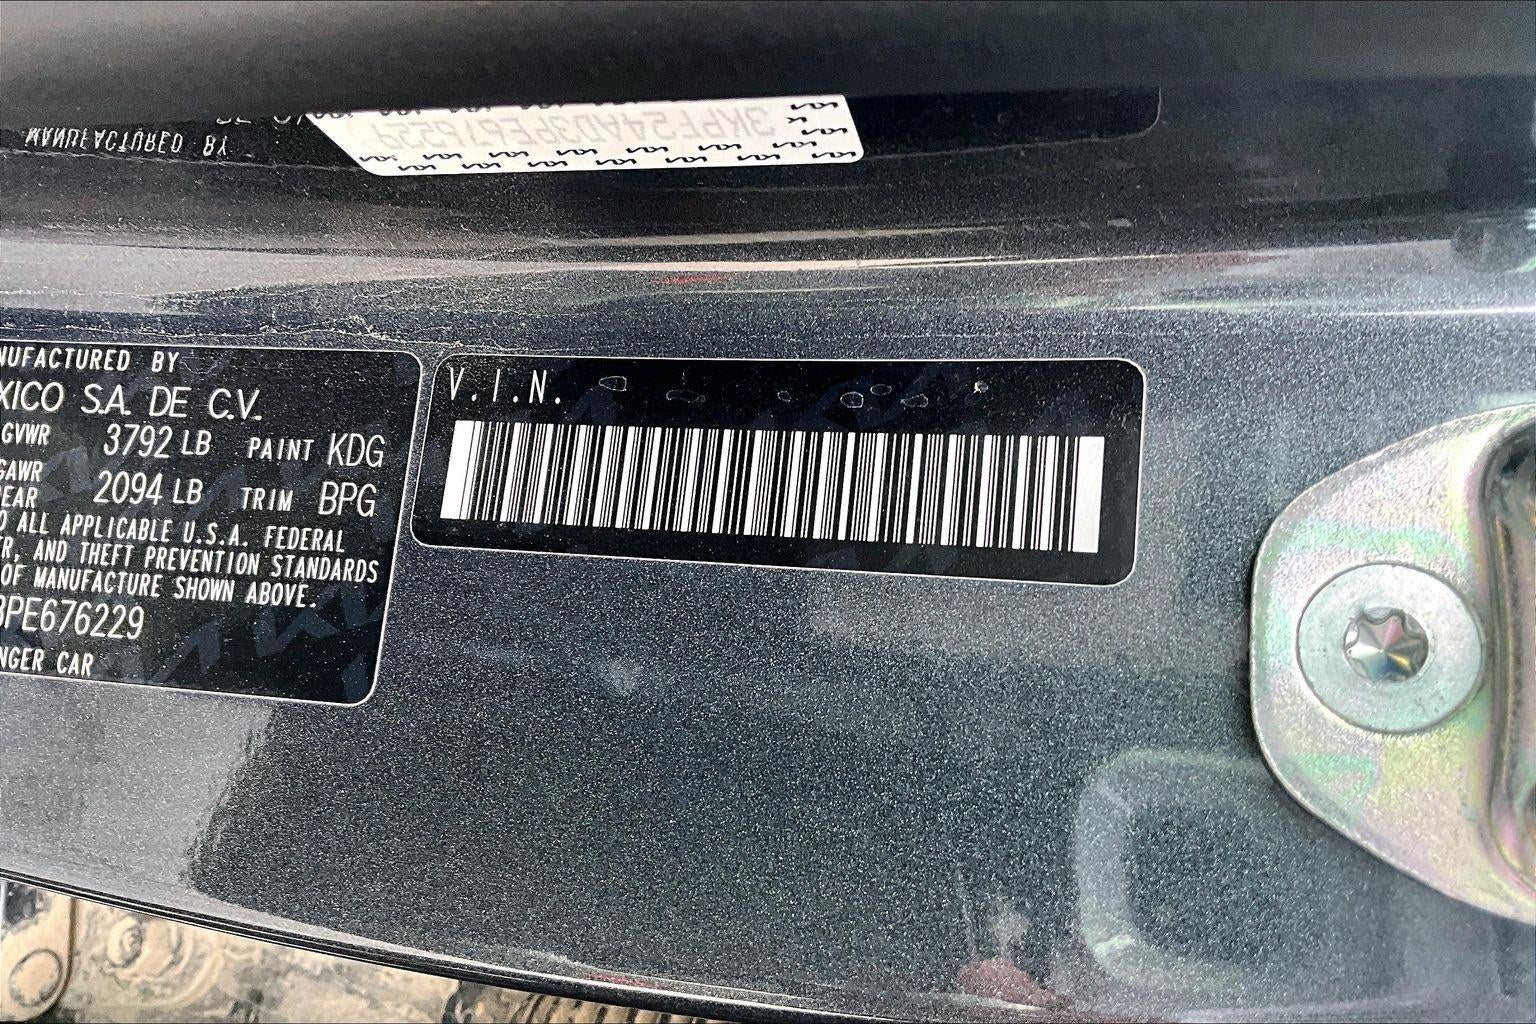 MANUFACTURED BY
NUFACTURED BY
XICO S.A. DE C.V.
GVWR 3792 LB PAINT KDG
GAWR
EAR 2094 LB TRIM BPG
O ALL APPLICABLE U.S.A. FEDERAL
R, AND THEFT PREVENTION STANDARDS
OF MANUFACTURE SHOWN ABOVE.
3PE676229
NGER CAR
V.I.N.